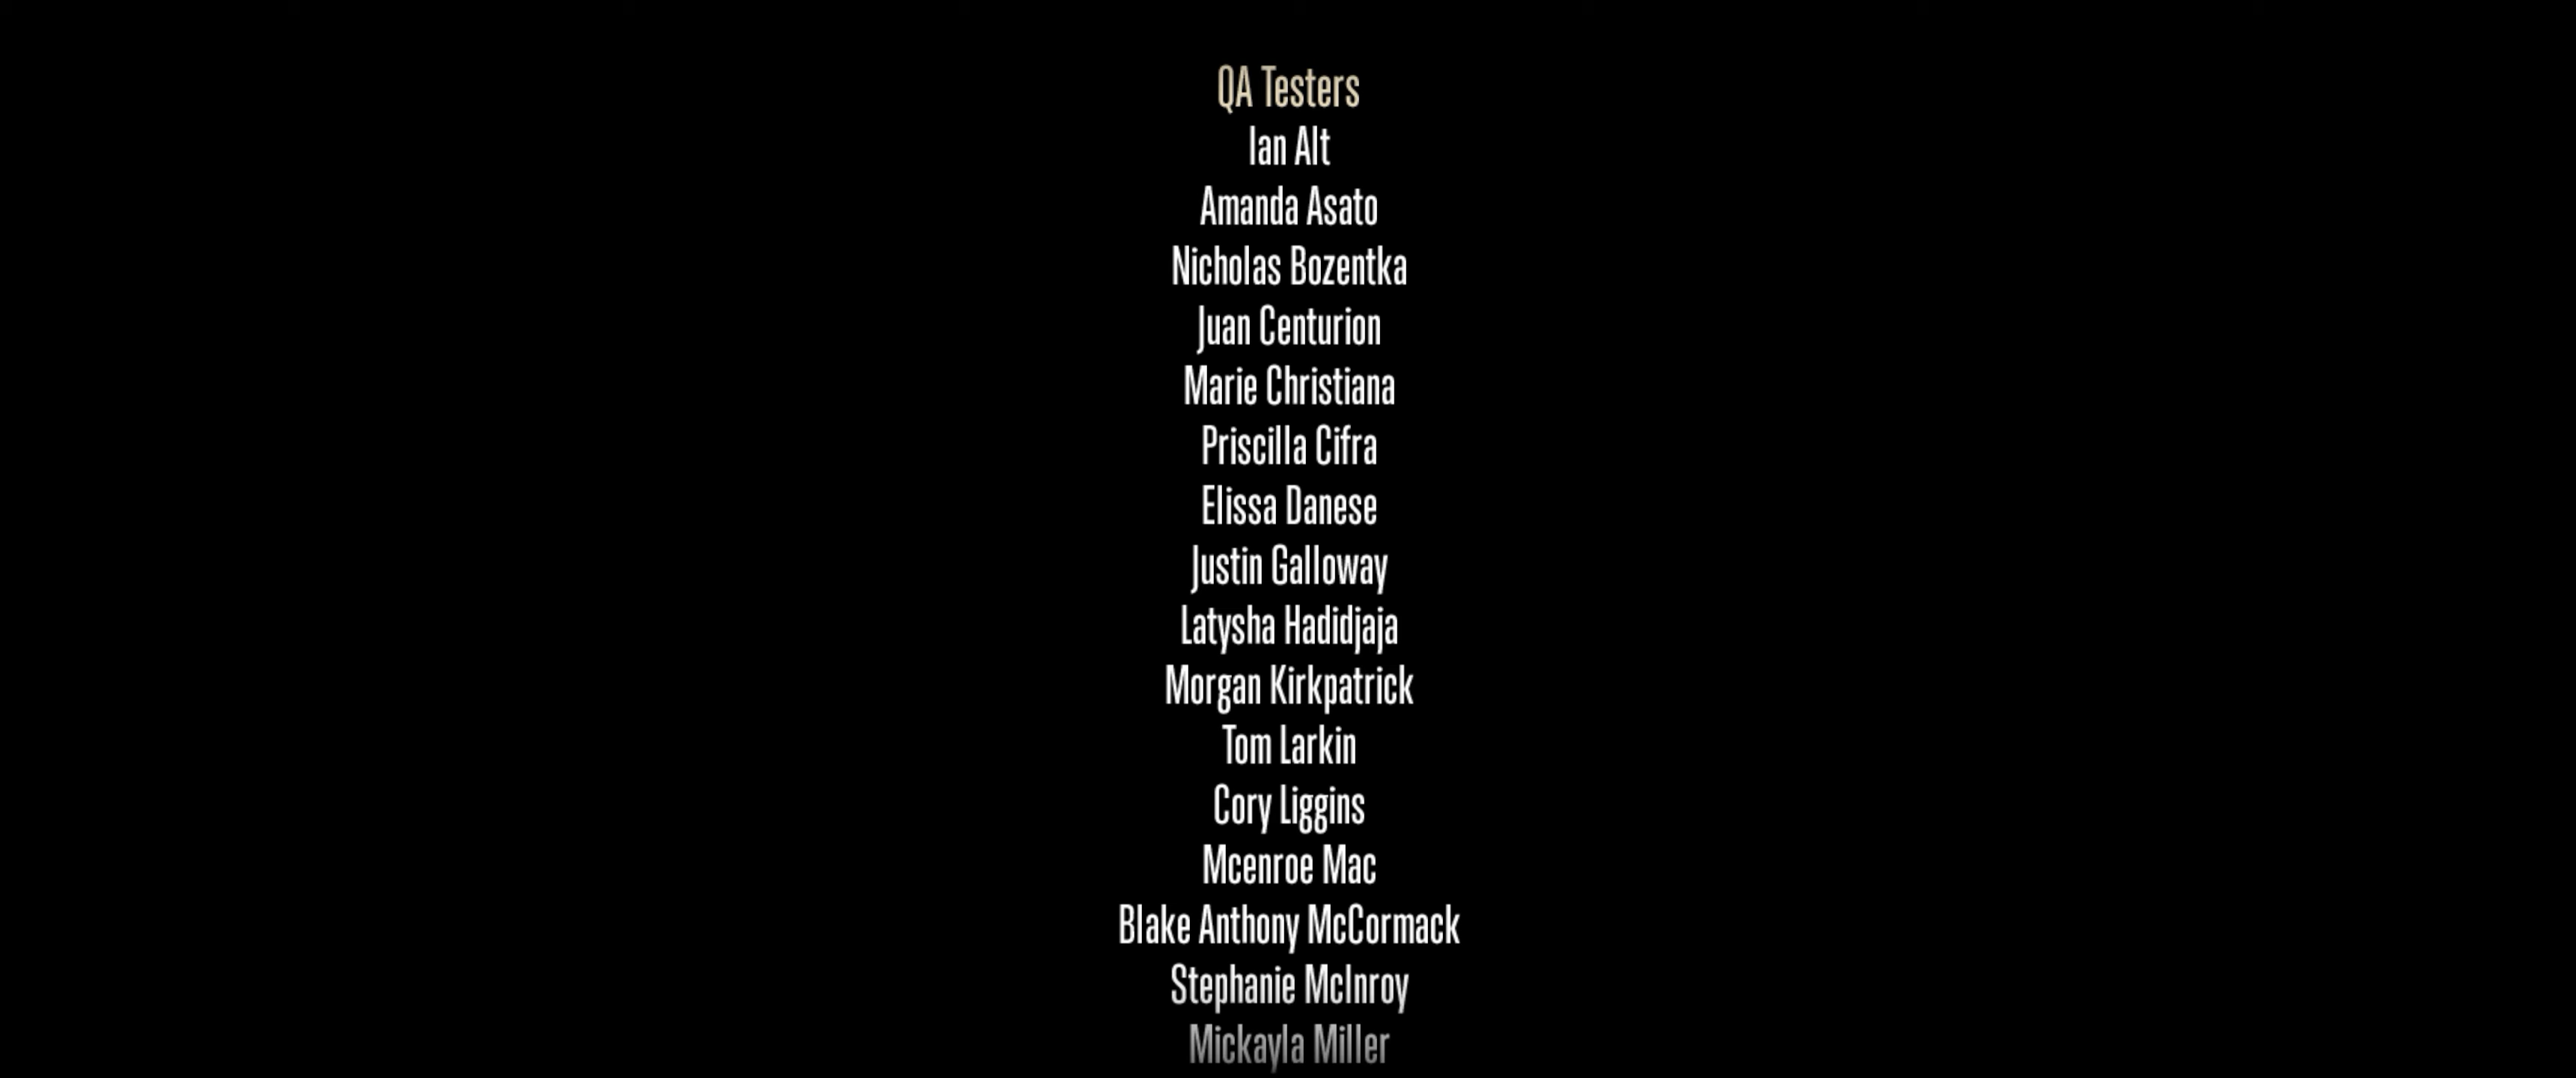 QA Testers
Ian Alt
Amanda Asato
Nicholas Bozentka
Juan Centurion
Marie Christiana
Priscilla Cifra
Elissa Danese
Justin Galloway
Latysha Hadidjaja
Morgan Kirkpatrick
Tom Larkin
Cory Liggins
Mcenroe Mac
Blake Anthony McCormack
Stephanie McInroy
Mickayla Miller